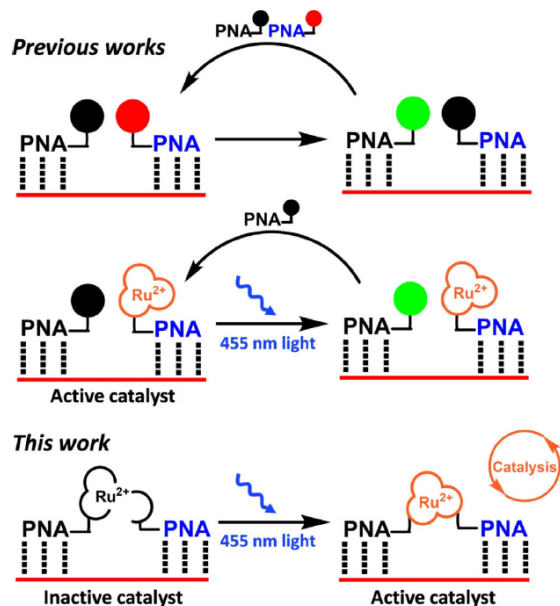 PNA PNA
Previous works
PNA PNA PNA PNA
PNA
Ru²⁺ Ru²⁺
PNA PNA 455 nm light PNA PNA
Active catalyst
This work
Catalysis
Ru²⁺ Ru²⁺
PNA PNA 455 nm light PNA PNA
Inactive catalyst Active catalyst